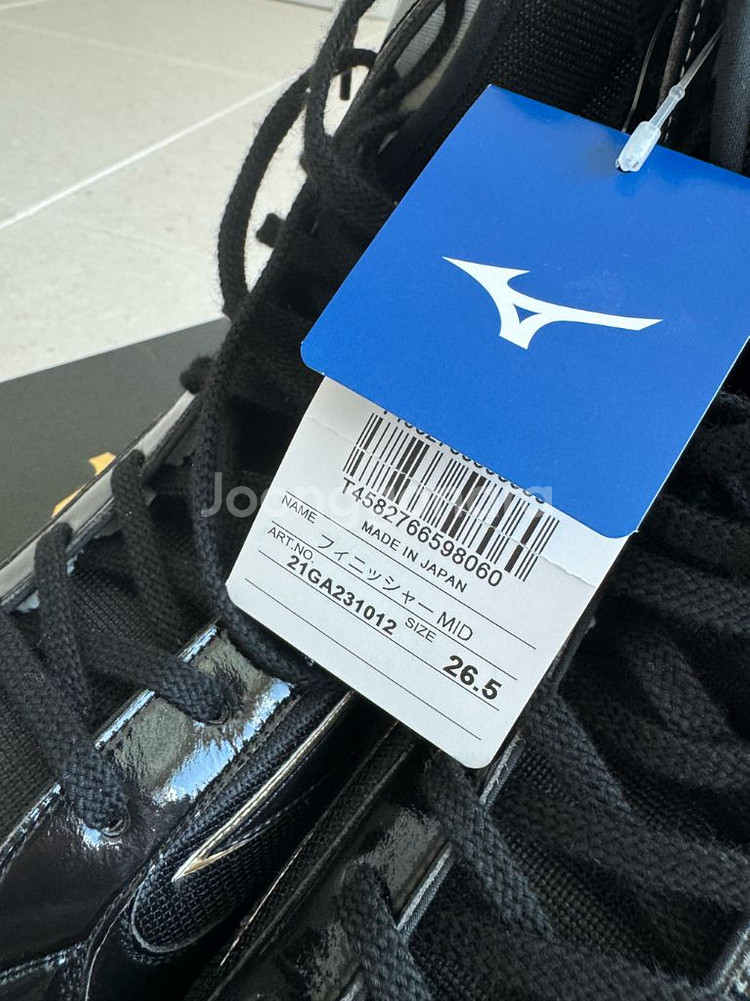 Joongna
T4582766598060
MADE IN JAPAN
NAME フィニッシャー MID
ART.NO 21GA231012 SIZE 26.5